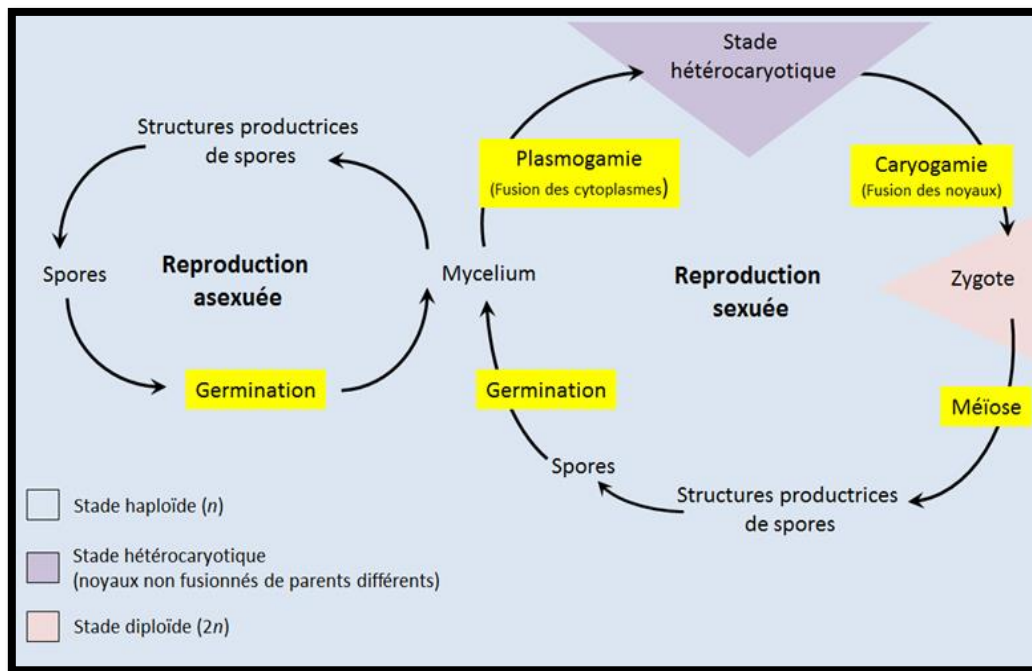 Stade
hétérocaryotique
Structures productrices
de spores
Plasmogamie
(Fusion des cytoplasmes)
Caryogamie
(Fusion des noyaux)
Spores
Reproduction
asexuée
Mycelium
Reproduction
sexuée
Zygote
Germination
Germination
Méïose
Spores
Structures productrices
de spores
Stade haploïde (n)
Stade hétérocaryotique
(noyaux non fusionnés de parents différents)
Stade diploïde (2n)